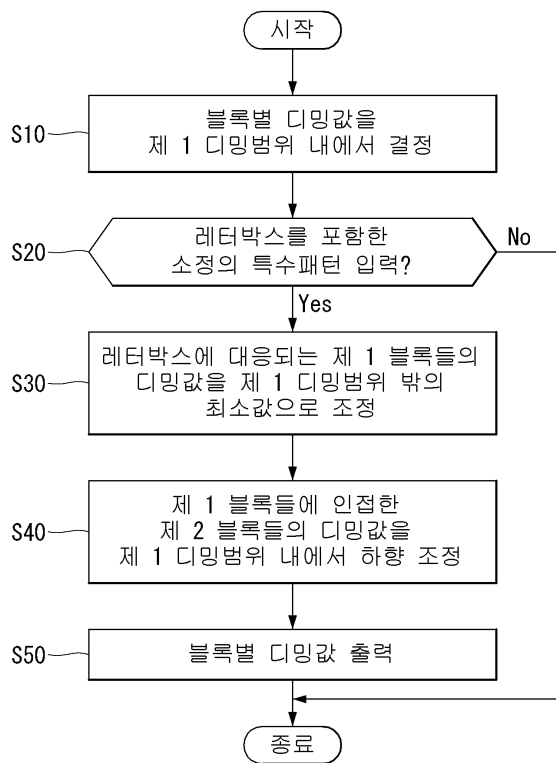 시작
S10
블록별 디밍값을
제 1 디밍범위 내에서 결정
S20
레터박스를 포함한
소정의 특수패턴 입력?
No
Yes
S30
레터박스에 대응되는 제 1 블록들의
디밍값을 제 1 디밍범위 밖의
최소값으로 조정
S40
제 1 블록들에 인접한
제 2 블록들의 디밍값을
제 1 디밍범위 내에서 하향 조정
S50
블록별 디밍값 출력
종료